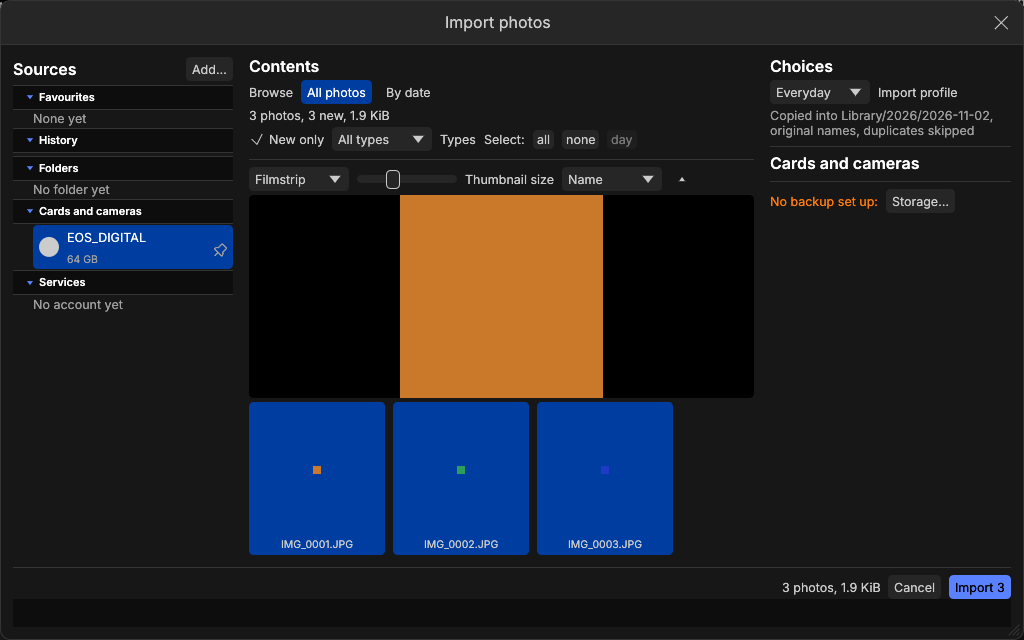 Import photos
Sources
Add...
Favourites
None yet
History
Folders
No folder yet
Cards and cameras
EOS_DIGITAL
64 GB
Services
No account yet
Contents
Browse All photos By date
3 photos, 3 new, 1.9 KiB
New only All types Types Select: all none day
Filmstrip Thumbnail size Name
IMG_0001.JPG IMG_0002.JPG IMG_0003.JPG
Choices
Everyday Import profile
Copied into Library/2026/2026-11-02,
original names, duplicates skipped
Cards and cameras
No backup set up: Storage...
3 photos, 1.9 KiB Cancel Import 3